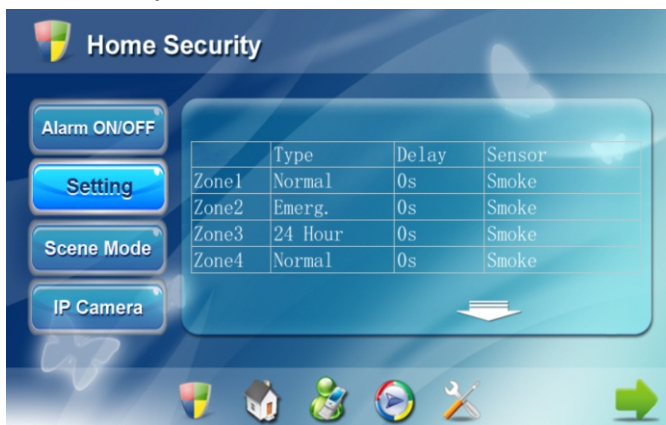 Home Security
Alarm ON/OFF
Setting
Scene Mode
IP Camera
Type Delay Sensor
Zone1 Normal 0s Smoke
Zone2 Emerg. 0s Smoke
Zone3 24 Hour 0s Smoke
Zone4 Normal 0s Smoke